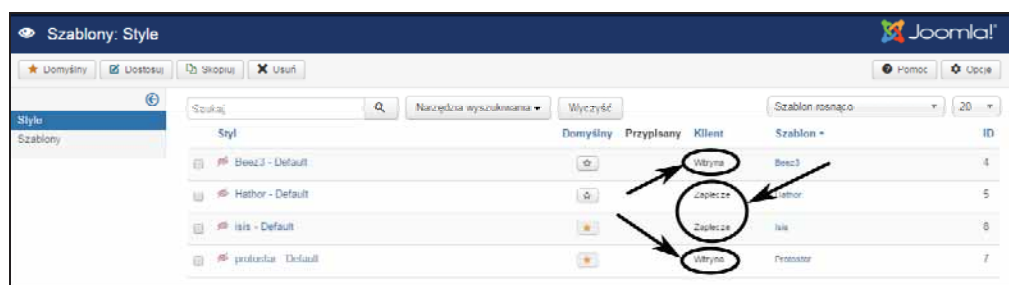 Szablony: Style Joomla!
Domyślny Dostosuj Skopiuj Usuń Pomoc Opcje
Szukaj Narzędzia wyszukiwania Wyczyść Szablon rosnąco 20
Style
Szablony
Styl Domyślny Przypisany Klient Szablon ID
Beez3 - Default Witryna Beez3 4
Hathor - Default Zaplecze Hathor 5
isis - Default Zaplecze Isis 8
protostar - Default Witryna Protostar 7